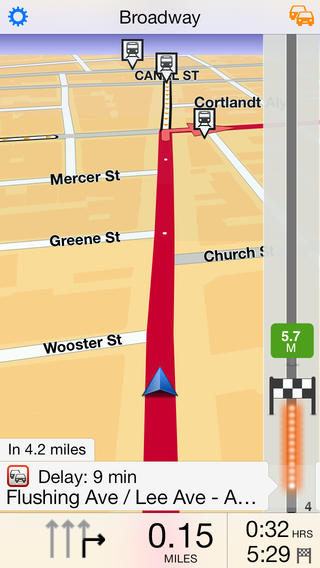 Broadway
CANAL ST
Cortlandt Aly
Mercer St
Greene St
Church St
Wooster St
5.7
M
In 4.2 miles
Delay: 9 min
Flushing Ave / Lee Ave - A…
4
0.15
MILES
0:32 HRS
5:29